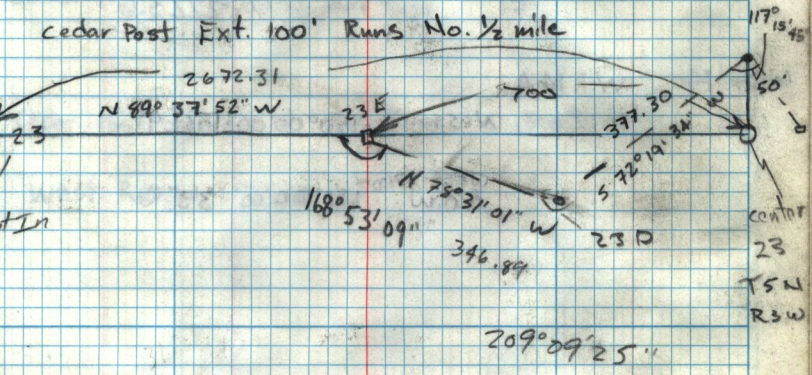 Cedar Post Ext. 100' Runs No. 1/2 mile
117° 15' 45"
2672.31
N 89° 37' 52" W
23
23 E
700
50'
377.30
S 72° 19' 34" W
168° 53' 09"
N 78° 31' 01" W
346.89
23 D
209° 09' 25"
center
23
T5N
R3W